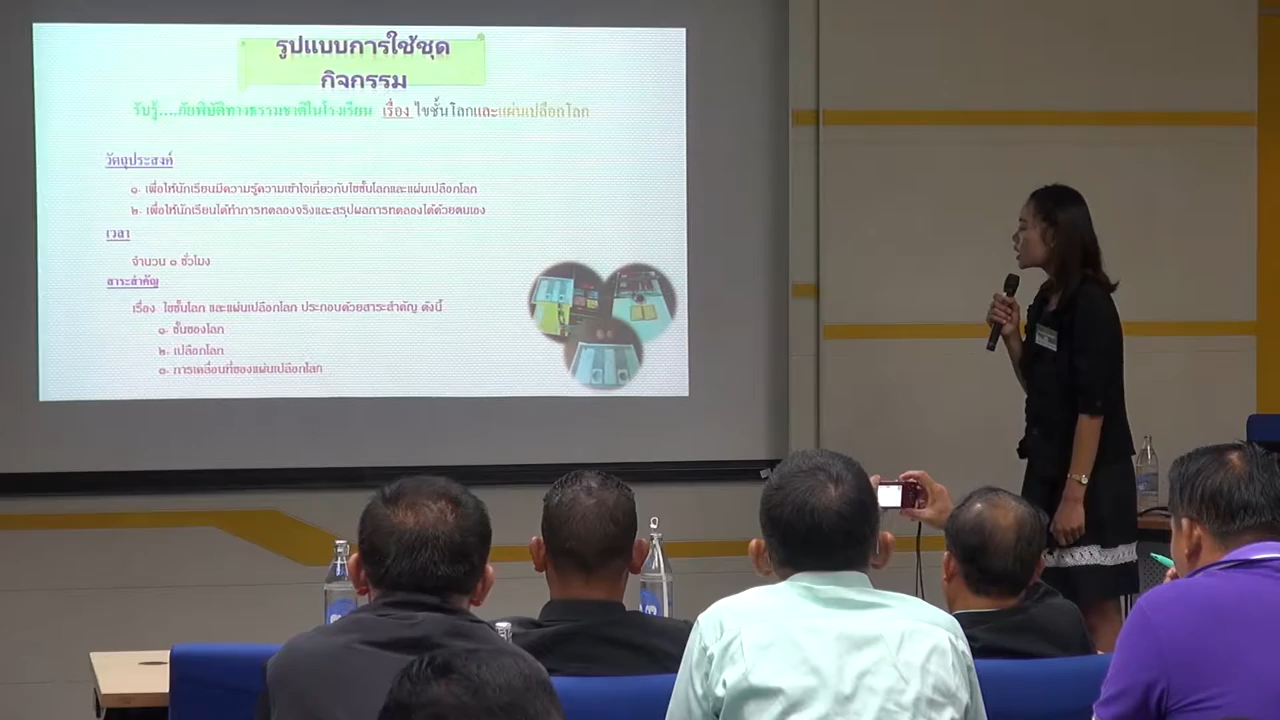 รูปแบบการใช้ชุด
กิจกรรม
รับรู้....ภัยพิบัติทางธรรมชาติในโรงเรียน เรื่อง ไขชั้นโลกและแผ่นเปลือกโลก
วัตถุประสงค์
๑. เพื่อให้นักเรียนมีความรู้ความเข้าใจเกี่ยวกับไขชั้นโลกและแผ่นเปลือกโลก
๒. เพื่อให้นักเรียนได้ทำการทดลองจริงและสรุปผลการทดลองได้ด้วยตนเอง
เวลา
จำนวน ๑ ชั่วโมง
สาระสำคัญ
เรื่อง ไขชั้นโลก และแผ่นเปลือกโลก ประกอบด้วยสาระสำคัญ ดังนี้
๑. ชั้นของโลก
๒. เปลือกโลก
๓. การเคลื่อนที่ของแผ่นเปลือกโลก